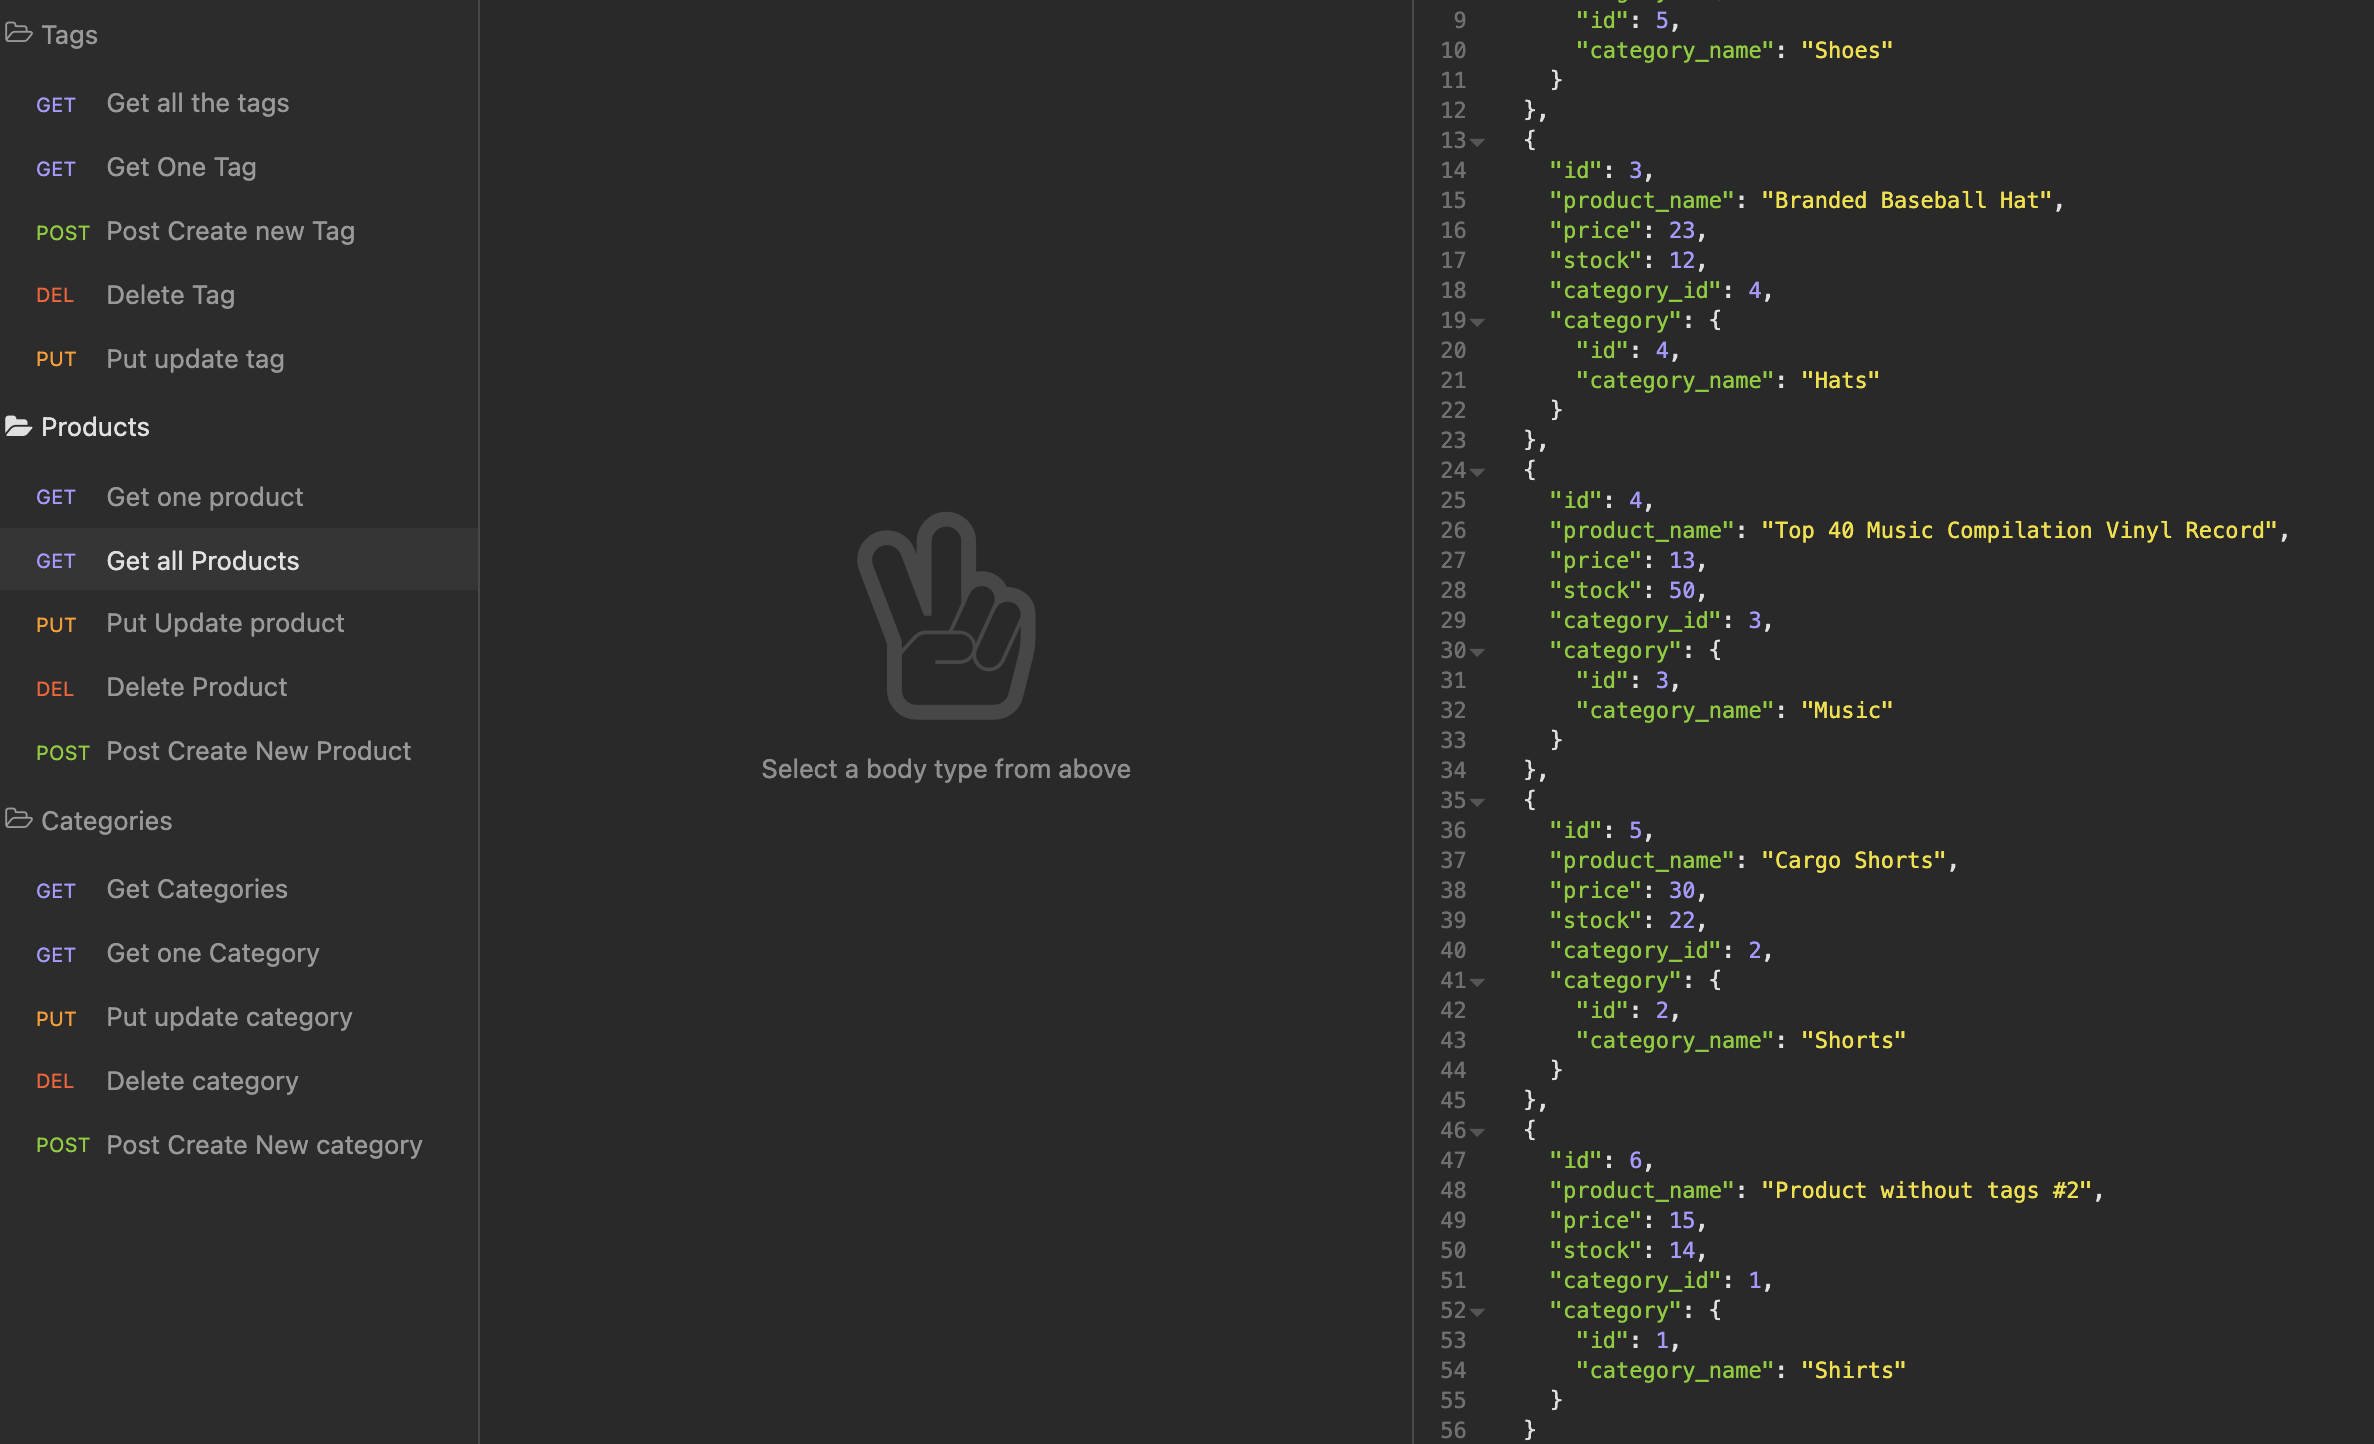 Tags
GET Get all the tags
GET Get One Tag
POST Post Create new Tag
DEL Delete Tag
PUT Put update tag
Products
GET Get one product
GET Get all Products
PUT Put Update product
DEL Delete Product
POST Post Create New Product
Categories
GET Get Categories
GET Get one Category
PUT Put update category
DEL Delete category
POST Post Create New category
Select a body type from above
9 "id": 5,
10 "category_name": "Shoes"
11 }
12 },
13 {
14 "id": 3,
15 "product_name": "Branded Baseball Hat",
16 "price": 23,
17 "stock": 12,
18 "category_id": 4,
19 "category": {
20 "id": 4,
21 "category_name": "Hats"
22 }
23 },
24 {
25 "id": 4,
26 "product_name": "Top 40 Music Compilation Vinyl Record",
27 "price": 13,
28 "stock": 50,
29 "category_id": 3,
30 "category": {
31 "id": 3,
32 "category_name": "Music"
33 }
34 },
35 {
36 "id": 5,
37 "product_name": "Cargo Shorts",
38 "price": 30,
39 "stock": 22,
40 "category_id": 2,
41 "category": {
42 "id": 2,
43 "category_name": "Shorts"
44 }
45 },
46 {
47 "id": 6,
48 "product_name": "Product without tags #2",
49 "price": 15,
50 "stock": 14,
51 "category_id": 1,
52 "category": {
53 "id": 1,
54 "category_name": "Shirts"
55 }
56 }